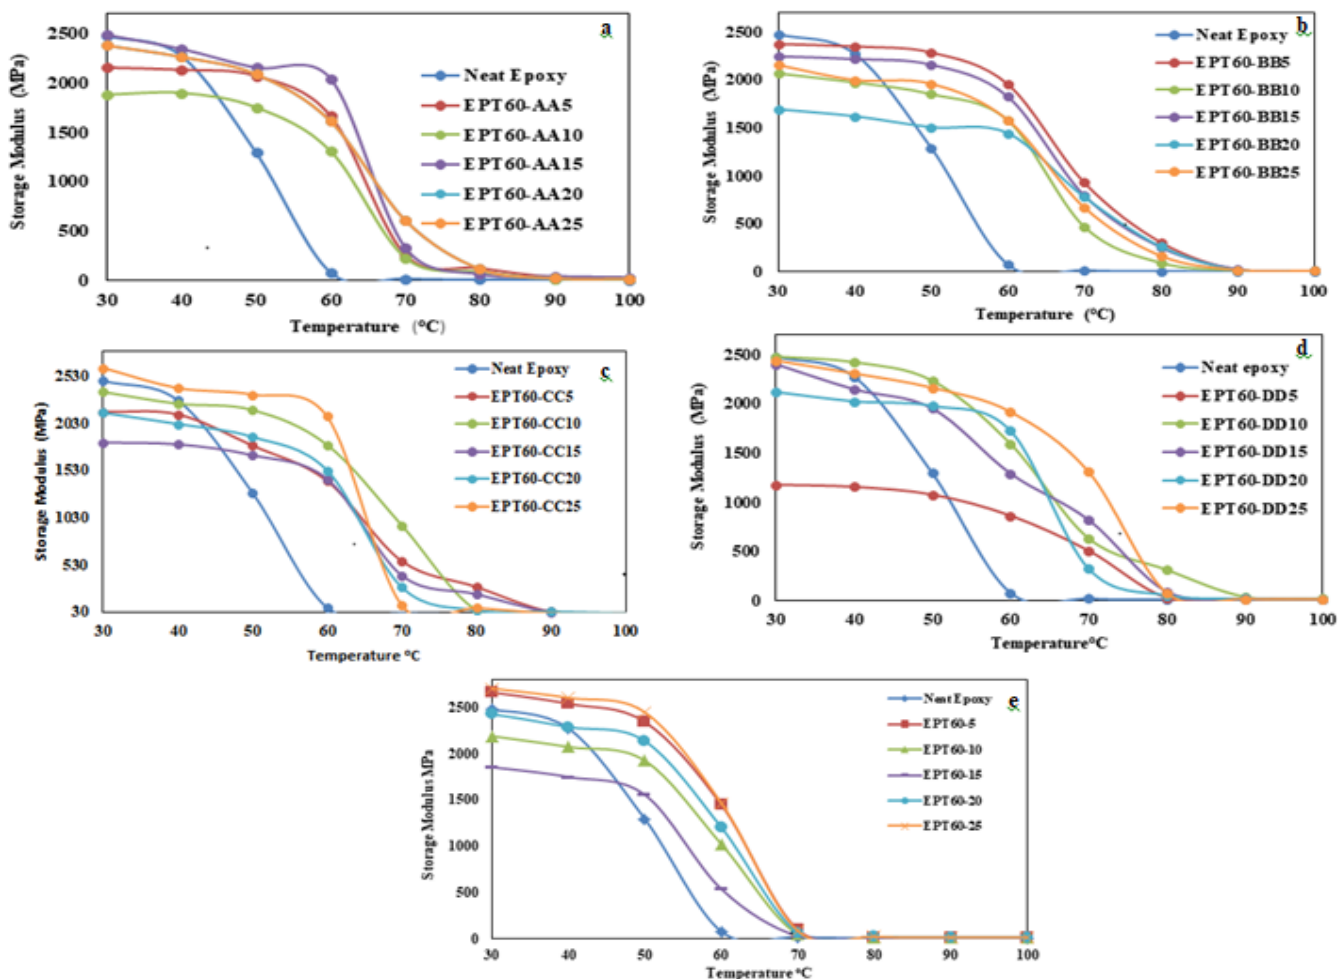 a
2500
2000
1500
1000
500
0
Storage Modulus (MPa)
30 40 50 60 70 80 90 100
Temperature (°C)
Neat Epoxy
EPT60-AA5
EPT60-AA10
EPT60-AA15
EPT60-AA20
EPT60-AA25
b
2500
2000
1500
1000
500
0
Storage Modulus (MPa)
30 40 50 60 70 80 90 100
Temperature (°C)
Neat Epoxy
EPT60-BB5
EPT60-BB10
EPT60-BB15
EPT60-BB20
EPT60-BB25
c
2530
2030
1530
1030
530
30
Storage Modulus (MPa)
30 40 50 60 70 80 90 100
Temperature °C
Neat Epoxy
EPT60-CC5
EPT60-CC10
EPT60-CC15
EPT60-CC20
EPT60-CC25
d
2500
2000
1500
1000
500
0
Storage Modulus (MPa)
30 40 50 60 70 80 90 100
Temperature°C
Neat epoxy
EPT60-DD5
EPT60-DD10
EPT60-DD15
EPT60-DD20
EPT60-DD25
e
2500
2000
1500
1000
500
0
Storage Modulus MPa
30 40 50 60 70 80 90 100
Temperature °C
Neat Epoxy
EPT60-5
EPT60-10
EPT60-15
EPT60-20
EPT60-25